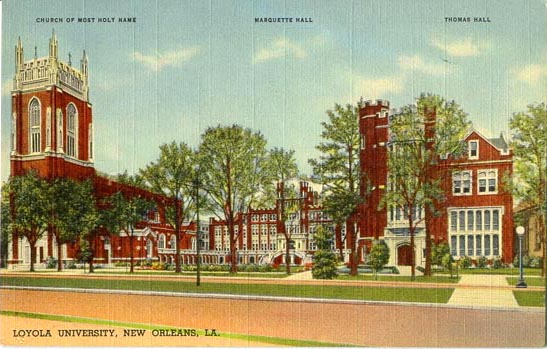 CHURCH OF MOST HOLY NAME MARQUETTE HALL THOMAS HALL
LOYOLA UNIVERSITY, NEW ORLEANS, LA.